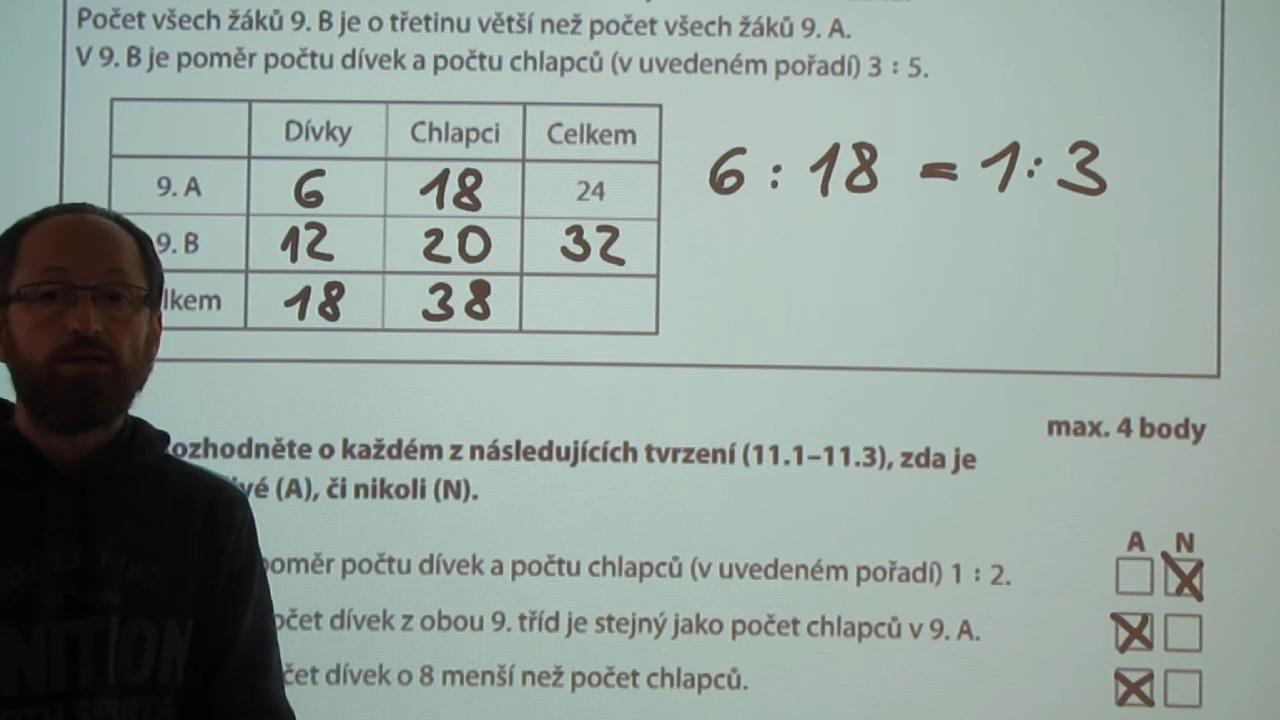 Počet všech žáků 9. B je o třetinu větší než počet všech žáků 9. A.
V 9. B je poměr počtu dívek a počtu chlapců (v uvedeném pořadí) 3 : 5.
Dívky Chlapci Celkem
9. A 6 18 24
9. B 12 20 32
lkem 18 38
6 : 18 = 1 : 3
max. 4 body
ozhodněte o každém z následujících tvrzení (11.1–11.3), zda je
vé (A), či nikoli (N).
A N
poměr počtu dívek a počtu chlapců (v uvedeném pořadí) 1 : 2.
očet dívek z obou 9. tříd je stejný jako počet chlapců v 9. A.
čet dívek o 8 menší než počet chlapců.